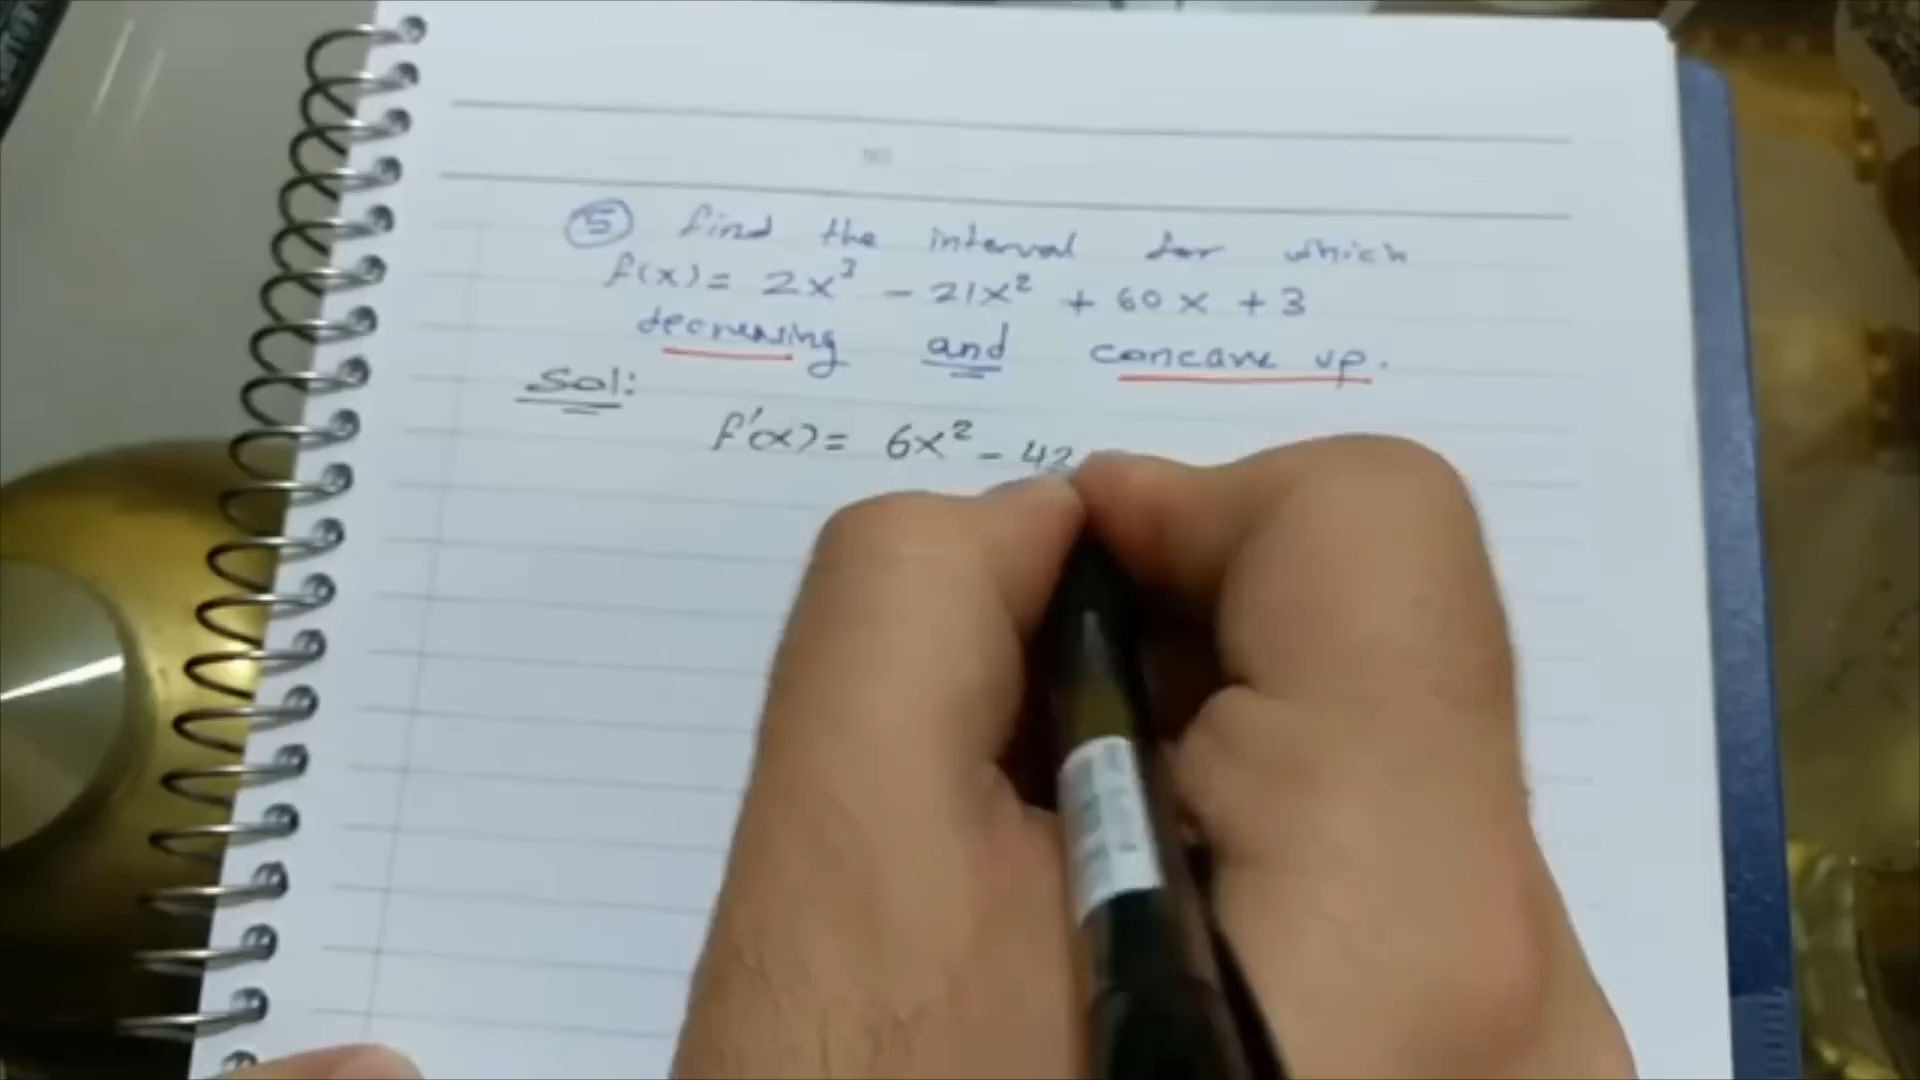 ⑤ find the interval for which
f(x) = 2x³ - 21x² + 60x + 3
decreasing and concave up.
Sol:
f'(x) = 6x² - 42